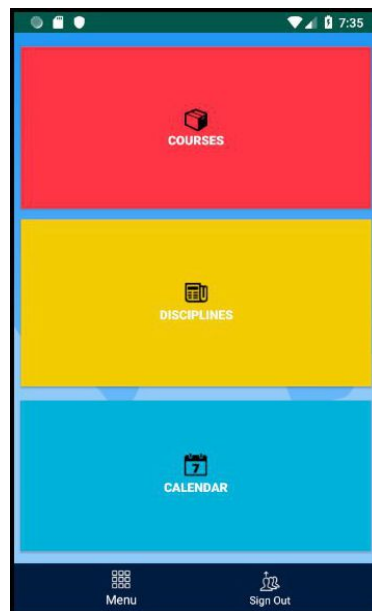 7:35
COURSES
DISCIPLINES
7
CALENDAR
Menu
Sign Out